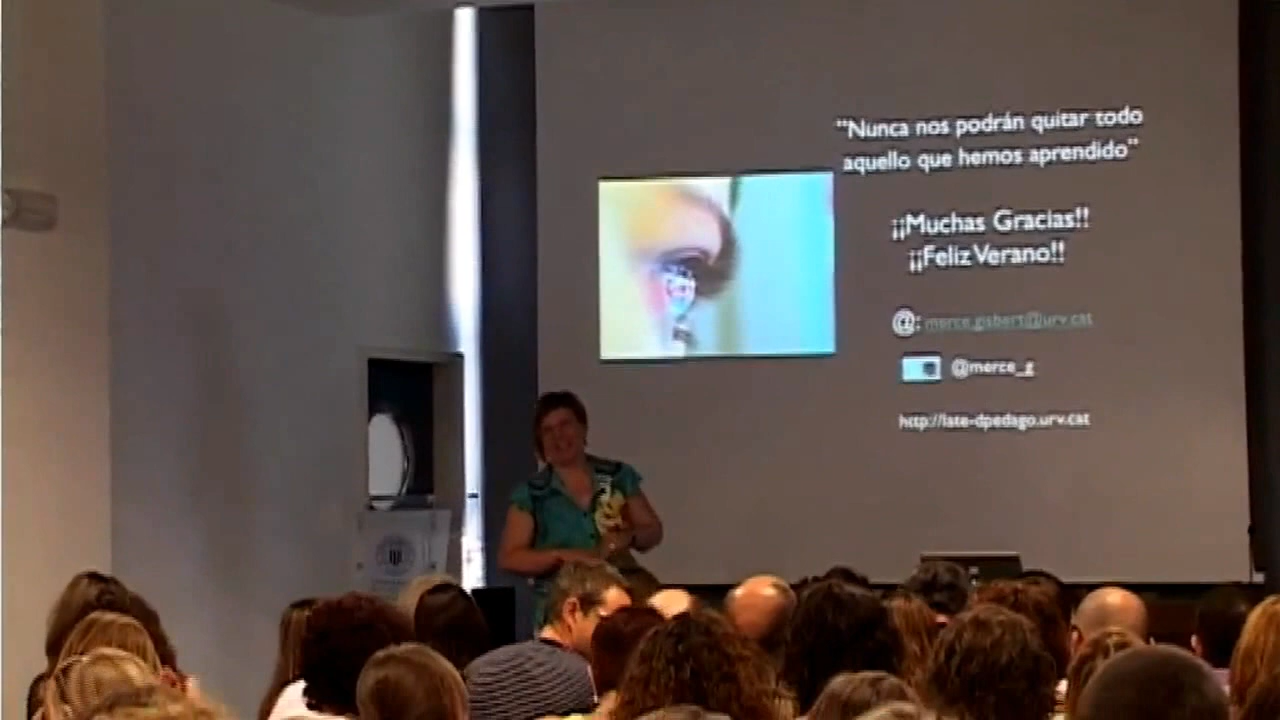 “Nunca nos podrán quitar todo
aquello que hemos aprendido”
¡¡Muchas Gracias!!
¡¡Feliz Verano!!
@: merce.gisbert@urv.cat
@merce_g
http://late-dpedago.urv.cat